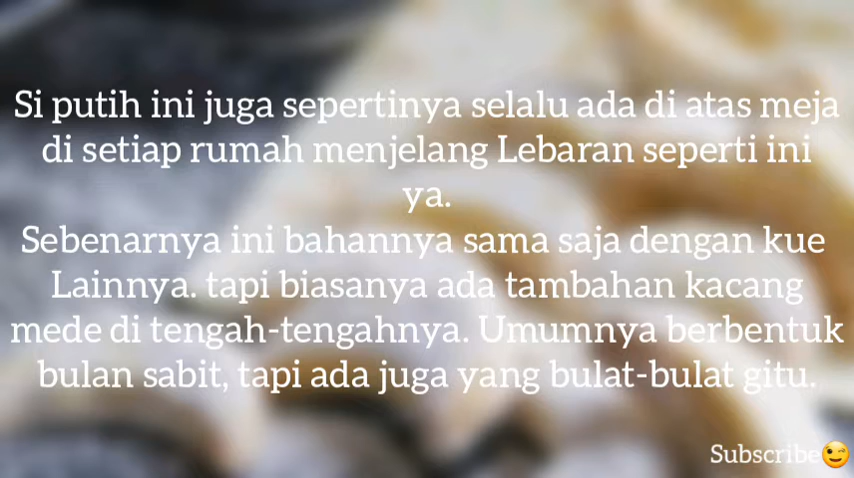 Si putih ini juga sepertinya selalu ada di atas meja
di setiap rumah menjelang Lebaran seperti ini
ya.
Sebenarnya ini bahannya sama saja dengan kue
Lainnya. tapi biasanya ada tambahan kacang
mede di tengah-tengahnya. Umumnya berbentuk
bulan sabit, tapi ada juga yang bulat-bulat gitu.
Subscribe😉